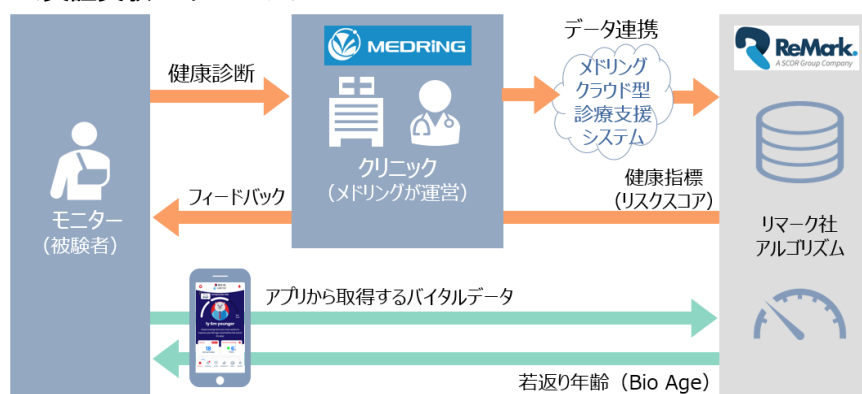 データ連携
MEDRiNG
ReMark.
A SCOR Group Company
健康診断
メドリング
クラウド型
診療支援
システム
クリニック
(メドリングが運営)
健康指標
(リスクスコア)
フィードバック
モニター
(被験者)
リマーク社
アルゴリズム
アプリから取得するバイタルデータ
若返り年齢(Bio Age)